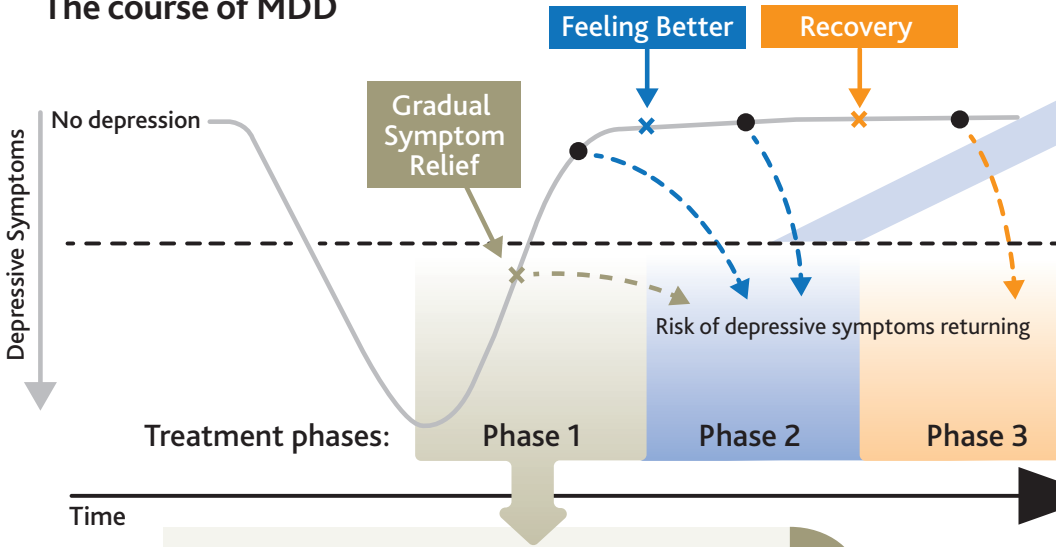 The course of MDD
Feeling Better
Recovery
Gradual
Symptom
Relief
No depression
Depressive Symptoms
Risk of depressive symptoms returning
Treatment phases:
Phase 1
Phase 2
Phase 3
Time